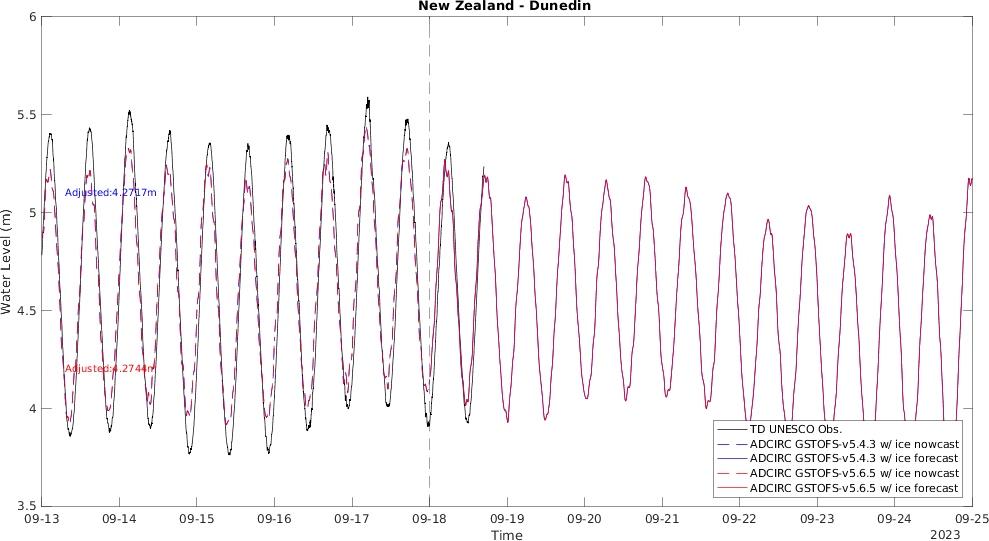 New Zealand - Dunedin
6
5.5
5
4.5
4
3.5
Water Level (m)
Adjusted:4.2717m
Adjusted:4.2744m
TD UNESCO Obs.
ADCIRC GSTOFS-v5.4.3 w/ ice nowcast
ADCIRC GSTOFS-v5.4.3 w/ ice forecast
ADCIRC GSTOFS-v5.6.5 w/ ice nowcast
ADCIRC GSTOFS-v5.6.5 w/ ice forecast
09-13 09-14 09-15 09-16 09-17 09-18 09-19 09-20 09-21 09-22 09-23 09-24 09-25
Time
2023